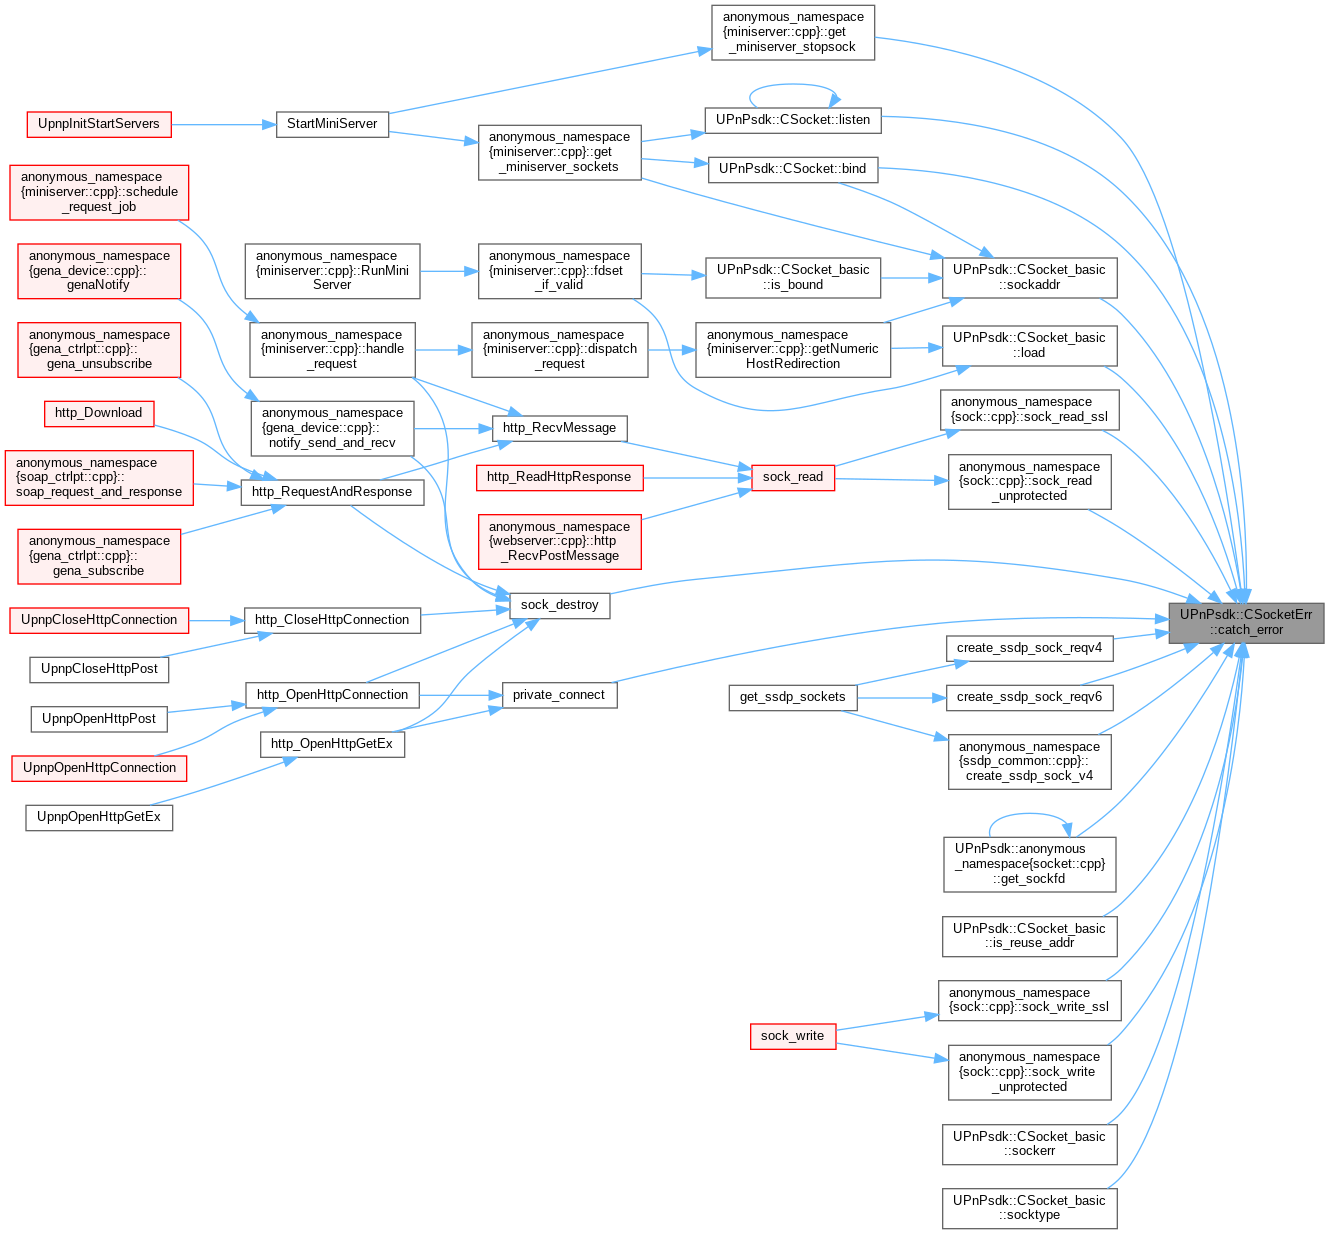 anonymous_namespace
{miniserver::cpp}::get
_miniserver_stopsock
UpnpInitStartServers
StartMiniServer
UPnPsdk::CSocket::listen
anonymous_namespace
{miniserver::cpp}::get
_miniserver_sockets
UPnPsdk::CSocket::bind
anonymous_namespace
{miniserver::cpp}::schedule
_request_job
anonymous_namespace
{gena_device::cpp}::
genaNotify
anonymous_namespace
{miniserver::cpp}::RunMini
Server
anonymous_namespace
{miniserver::cpp}::fdset
_if_valid
UPnPsdk::CSocket_basic
::is_bound
UPnPsdk::CSocket_basic
::sockaddr
anonymous_namespace
{gena_ctrlpt::cpp}::
gena_unsubscribe
anonymous_namespace
{miniserver::cpp}::handle
_request
anonymous_namespace
{miniserver::cpp}::dispatch
_request
anonymous_namespace
{miniserver::cpp}::getNumeric
HostRedirection
UPnPsdk::CSocket_basic
::load
http_Download
anonymous_namespace
{gena_device::cpp}::
notify_send_and_recv
http_RecvMessage
anonymous_namespace
{sock::cpp}::sock_read_ssl
anonymous_namespace
{soap_ctrlpt::cpp}::
soap_request_and_response
http_RequestAndResponse
http_ReadHttpResponse
sock_read
anonymous_namespace
{sock::cpp}::sock_read
_unprotected
anonymous_namespace
{gena_ctrlpt::cpp}::
gena_subscribe
anonymous_namespace
{webserver::cpp}::http
_RecvPostMessage
UpnpCloseHttpConnection
http_CloseHttpConnection
sock_destroy
UPnPsdk::CSocketErr
::catch_error
UpnpCloseHttpPost
create_ssdp_sock_reqv4
UpnpOpenHttpPost
http_OpenHttpConnection
private_connect
get_ssdp_sockets
create_ssdp_sock_reqv6
UpnpOpenHttpConnection
http_OpenHttpGetEx
anonymous_namespace
{ssdp_common::cpp}::
create_ssdp_sock_v4
UpnpOpenHttpGetEx
UPnPsdk::anonymous
_namespace{socket::cpp}
::get_sockfd
UPnPsdk::CSocket_basic
::is_reuse_addr
anonymous_namespace
{sock::cpp}::sock_write_ssl
sock_write
anonymous_namespace
{sock::cpp}::sock_write
_unprotected
UPnPsdk::CSocket_basic
::sockerr
UPnPsdk::CSocket_basic
::socktype